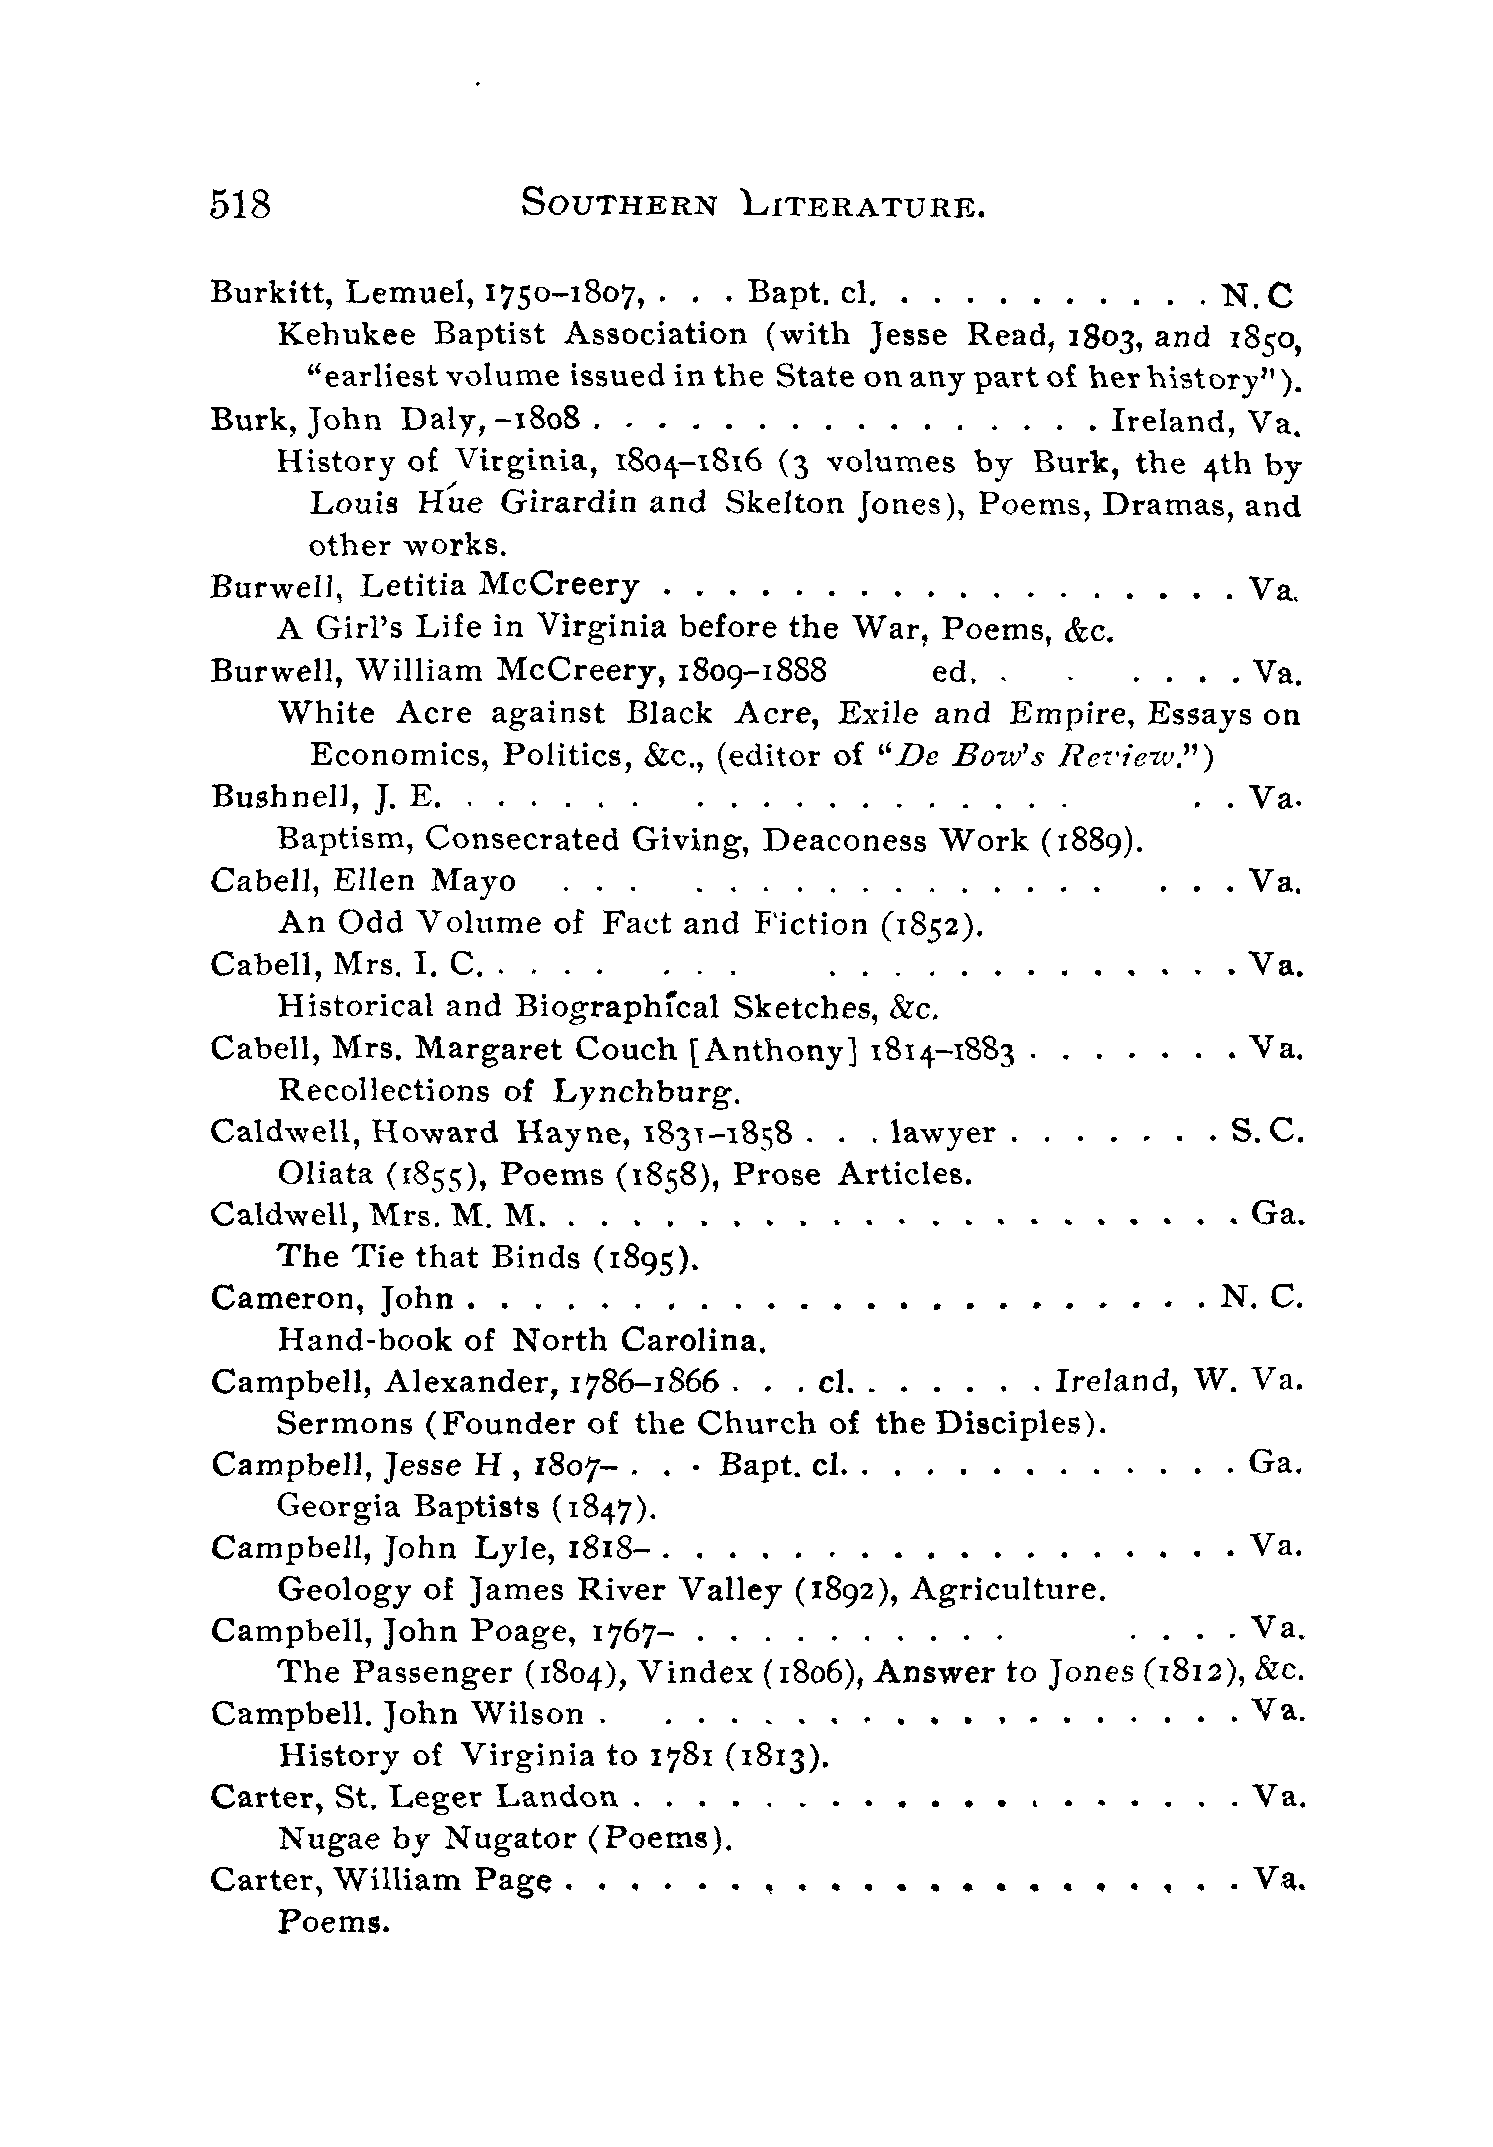 518 SOUTHERN LITERATURE.
Burkitt, Lemuel, 1750–1807, . . . Bapt. cl. . . . . . . . . . . N. C
Kehukee Baptist Association (with Jesse Read, 1803, and 1850,
“earliest volume issued in the State on any part of her history”).
Burk, John Daly, –1808 . . . . . . . . . . . . . . . . Ireland, Va.
History of Virginia, 1804–1816 (3 volumes by Burk, the 4th by
Louis Húe Girardin and Skelton Jones), Poems, Dramas, and
other works.
Burwell, Letitia McCreery . . . . . . . . . . . . . . . . . . Va.
A Girl’s Life in Virginia before the War, Poems, &c.
Burwell, William McCreery, 1809–1888 ed. . . . . . . Va.
White Acre against Black Acre, Exile and Empire, Essays on
Economics, Politics, &c., (editor of “De Bow’s Review.”)
Bushnell, J. E. . . . . . . . . . . . . . . . . . . . . . Va.
Baptism, Consecrated Giving, Deaconess Work (1889).
Cabell, Ellen Mayo . . . . . . . . . . . . . . . . . . . Va.
An Odd Volume of Fact and Fiction (1852).
Cabell, Mrs. I. C. . . . . . . . . . . . . . . . . . . . . . Va.
Historical and Biographical Sketches, &c.
Cabell, Mrs. Margaret Couch [Anthony] 1814–1883 . . . . . . . Va.
Recollections of Lynchburg.
Caldwell, Howard Hayne, 1831–1858 . . . lawyer . . . . . . . S. C.
Oliata (1855), Poems (1858), Prose Articles.
Caldwell, Mrs. M. M. . . . . . . . . . . . . . . . . . . . . . Ga.
The Tie that Binds (1895).
Cameron, John . . . . . . . . . . . . . . . . . . . . . . . N. C.
Hand-book of North Carolina.
Campbell, Alexander, 1786–1866 . . . cl. . . . . . . Ireland, W. Va.
Sermons (Founder of the Church of the Disciples).
Campbell, Jesse H , 1807– . . . Bapt. cl. . . . . . . . . . . . . Ga.
Georgia Baptists (1847).
Campbell, John Lyle, 1818– . . . . . . . . . . . . . . . . . . Va.
Geology of James River Valley (1892), Agriculture.
Campbell, John Poage, 1767– . . . . . . . . . . . . . . Va.
The Passenger (1804), Vindex (1806), Answer to Jones (1812), &c.
Campbell. John Wilson . . . . . . . . . . . . . . . . . . . Va.
History of Virginia to 1781 (1813).
Carter, St. Leger Landon . . . . . . . . . . . . . . . . . . . Va.
Nugae by Nugator (Poems).
Carter, William Page . . . . . . . . . . . . . . . . . . . . . Va.
Poems.